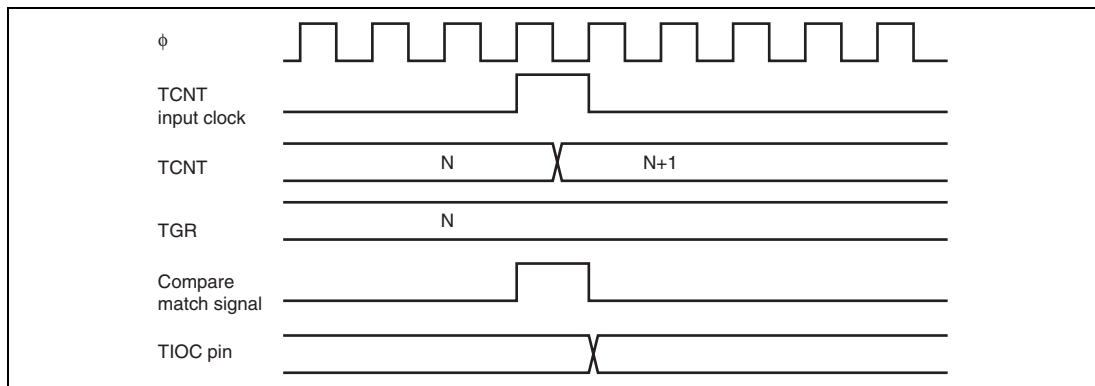 ϕ
TCNT
input clock
TCNT N N+1
TGR N
Compare
match signal
TIOC pin